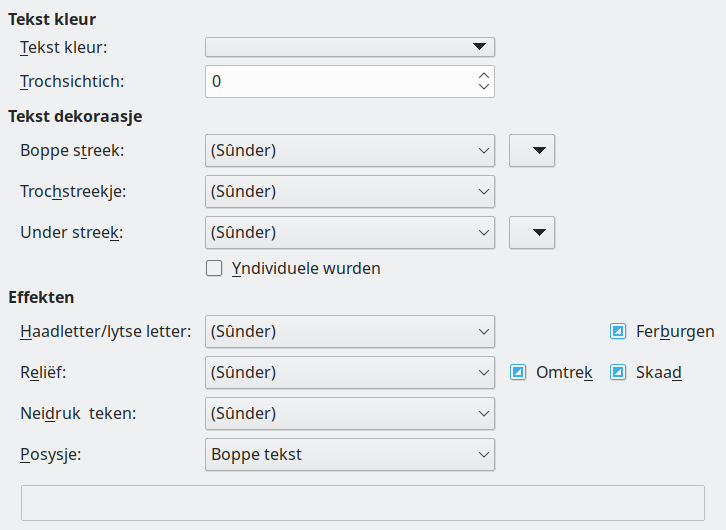 Tekst kleur
Tekst kleur:
Trochsichtich: 0
Tekst dekoraasje
Boppe streek: (Sûnder)
Trochstreekje: (Sûnder)
Under streek: (Sûnder)
Yndividuele wurden
Effekten
Haadletter/lytse letter: (Sûnder) Ferburgen
Reliëf: (Sûnder) Omtrek Skaad
Neidruk  teken: (Sûnder)
Posysje: Boppe tekst